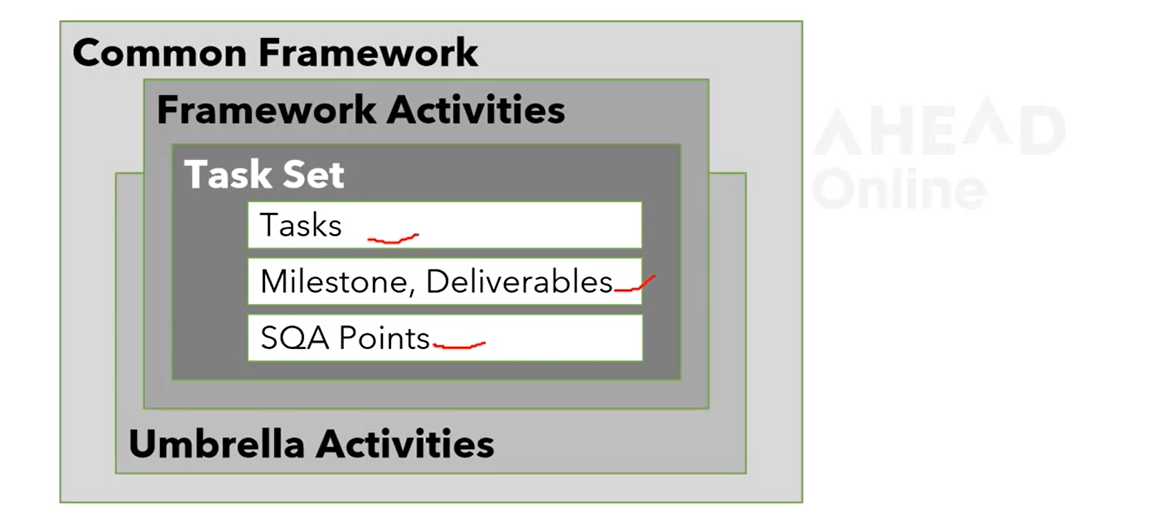 Common Framework
Framework Activities
Task Set
Tasks
Milestone, Deliverables
SQA Points
Umbrella Activities
AHEAD
Online